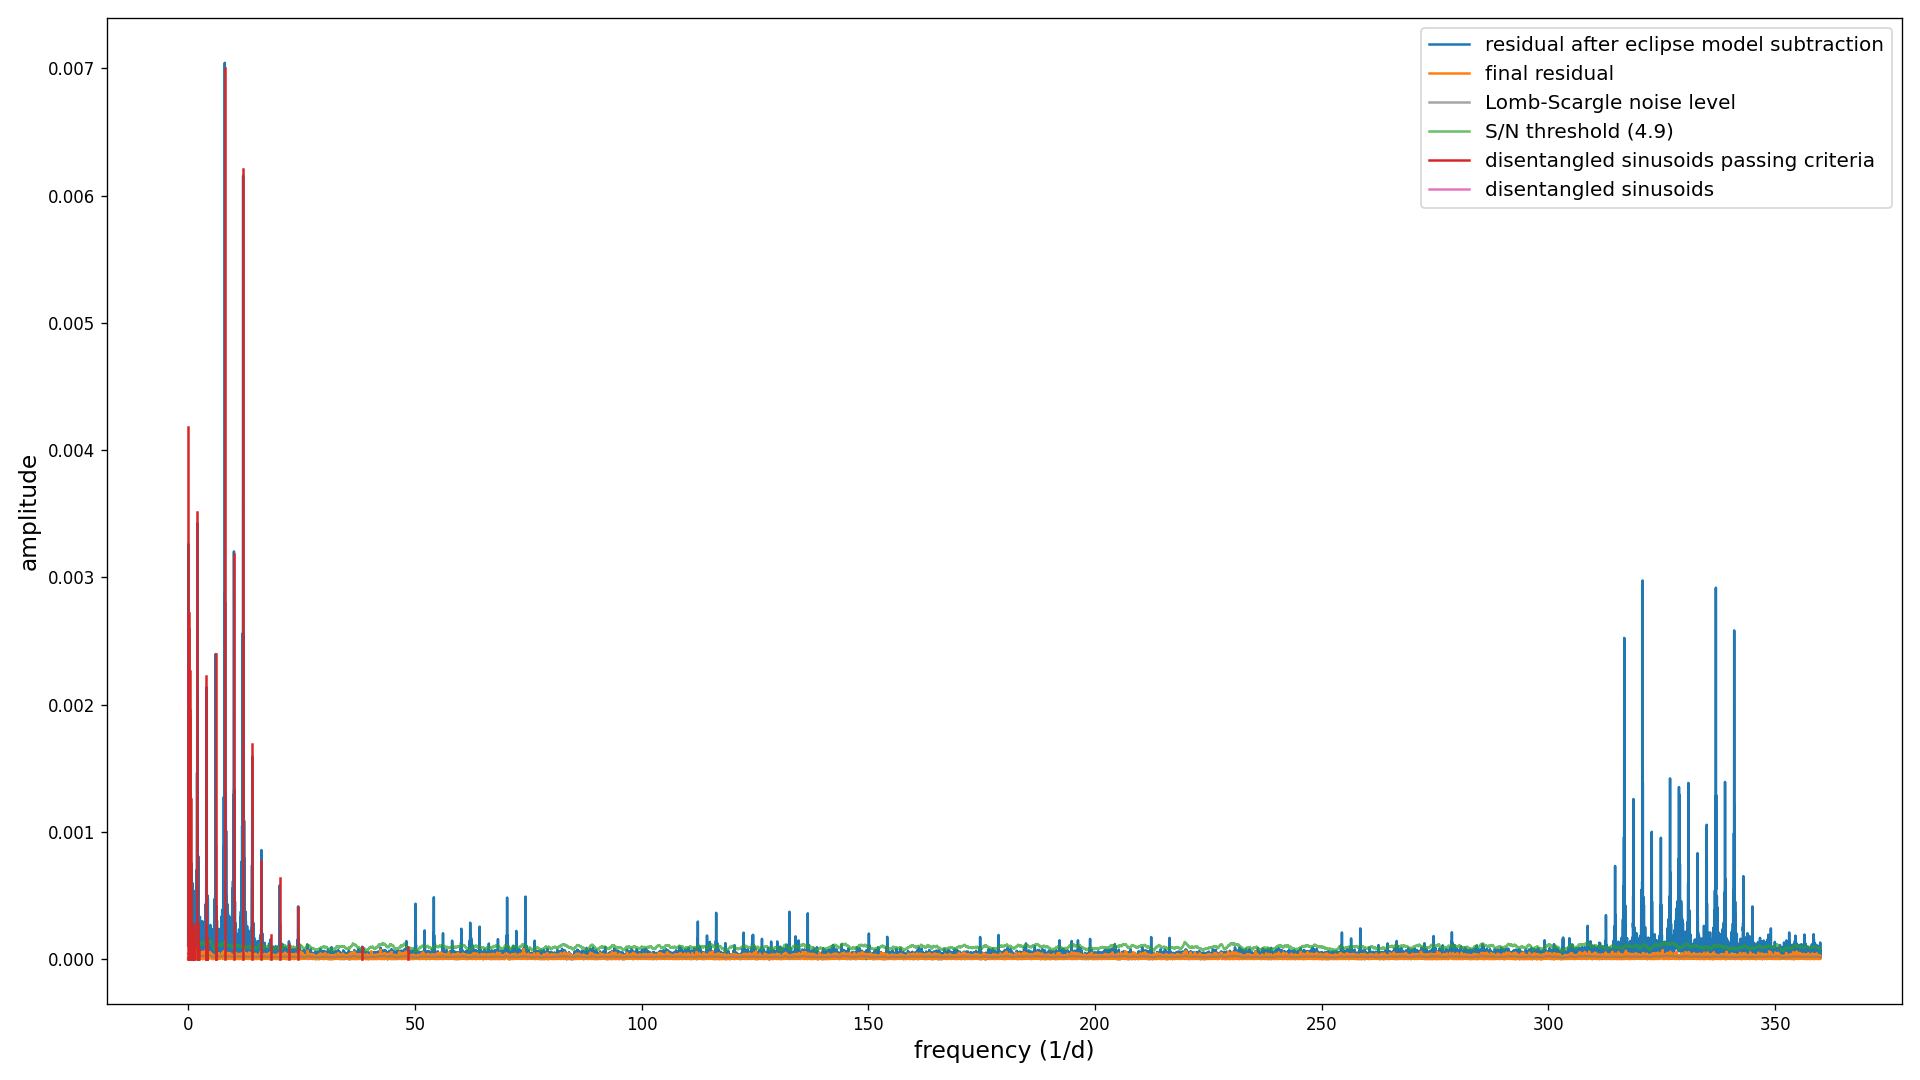 residual after eclipse model subtraction
final residual
Lomb-Scargle noise level
S/N threshold (4.9)
disentangled sinusoids passing criteria
disentangled sinusoids
0.007
0.006
0.005
0.004
0.003
0.002
0.001
0.000
amplitude
0 50 100 150 200 250 300 350
frequency (1/d)